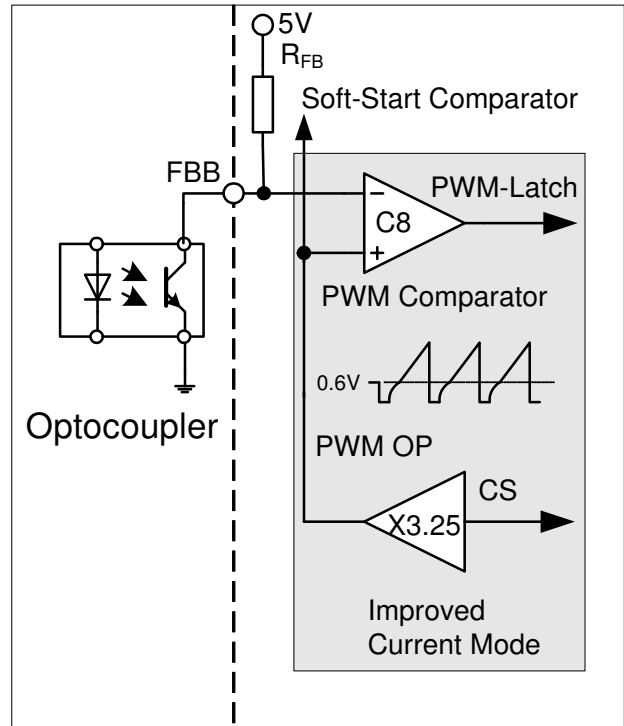 5V
RFB
Soft-Start Comparator
FBB
PWM-Latch
−
C8
+
PWM Comparator
0.6V
Optocoupler
PWM OP
CS
X3.25
Improved
Current Mode